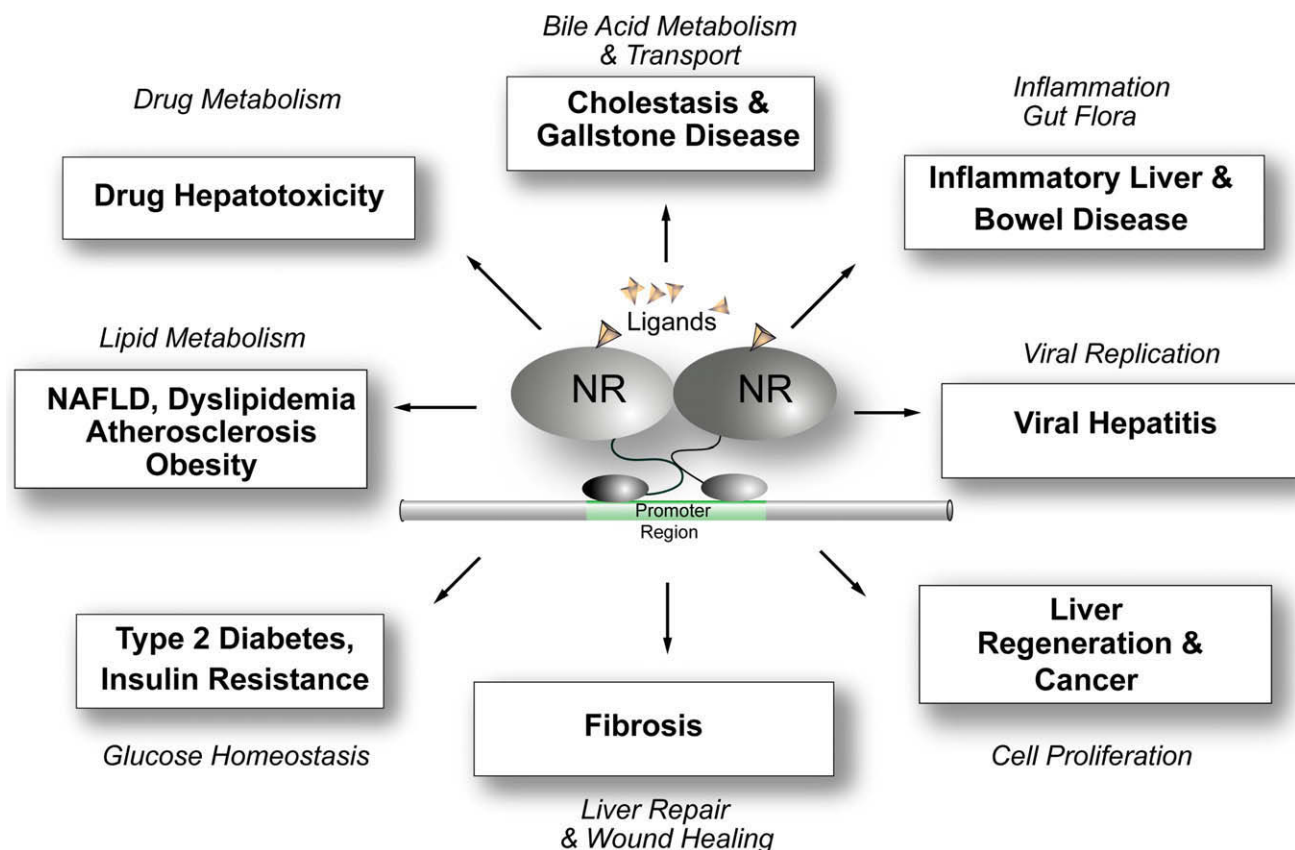 Bile Acid Metabolism
& Transport
Cholestasis &
Gallstone Disease
Drug Metabolism
Drug Hepatotoxicity
Inflammation
Gut Flora
Inflammatory Liver &
Bowel Disease
Ligands
NR
NR
Lipid Metabolism
NAFLD, Dyslipidemia
Atherosclerosis
Obesity
Viral Replication
Viral Hepatitis
Promoter
Region
Type 2 Diabetes,
Insulin Resistance
Glucose Homeostasis
Fibrosis
Liver Repair
& Wound Healing
Liver
Regeneration &
Cancer
Cell Proliferation